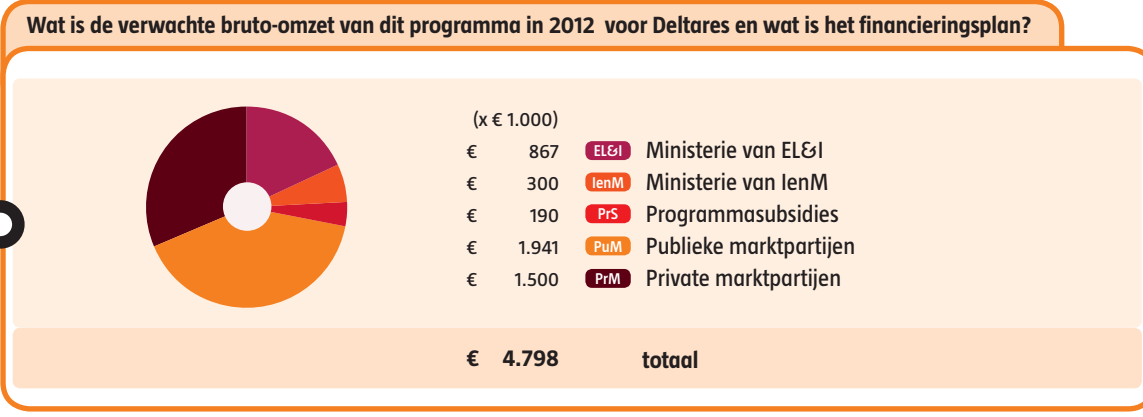 Wat is de verwachte bruto-omzet van dit programma in 2012 voor Deltares en wat is het financieringsplan?
(x € 1.000)
€ 867 EL&I Ministerie van EL&I
€ 300 IenM Ministerie van IenM
€ 190 PrS Programmasubsidies
€ 1.941 PuM Publieke marktpartijen
€ 1.500 PrM Private marktpartijen
€ 4.798 totaal